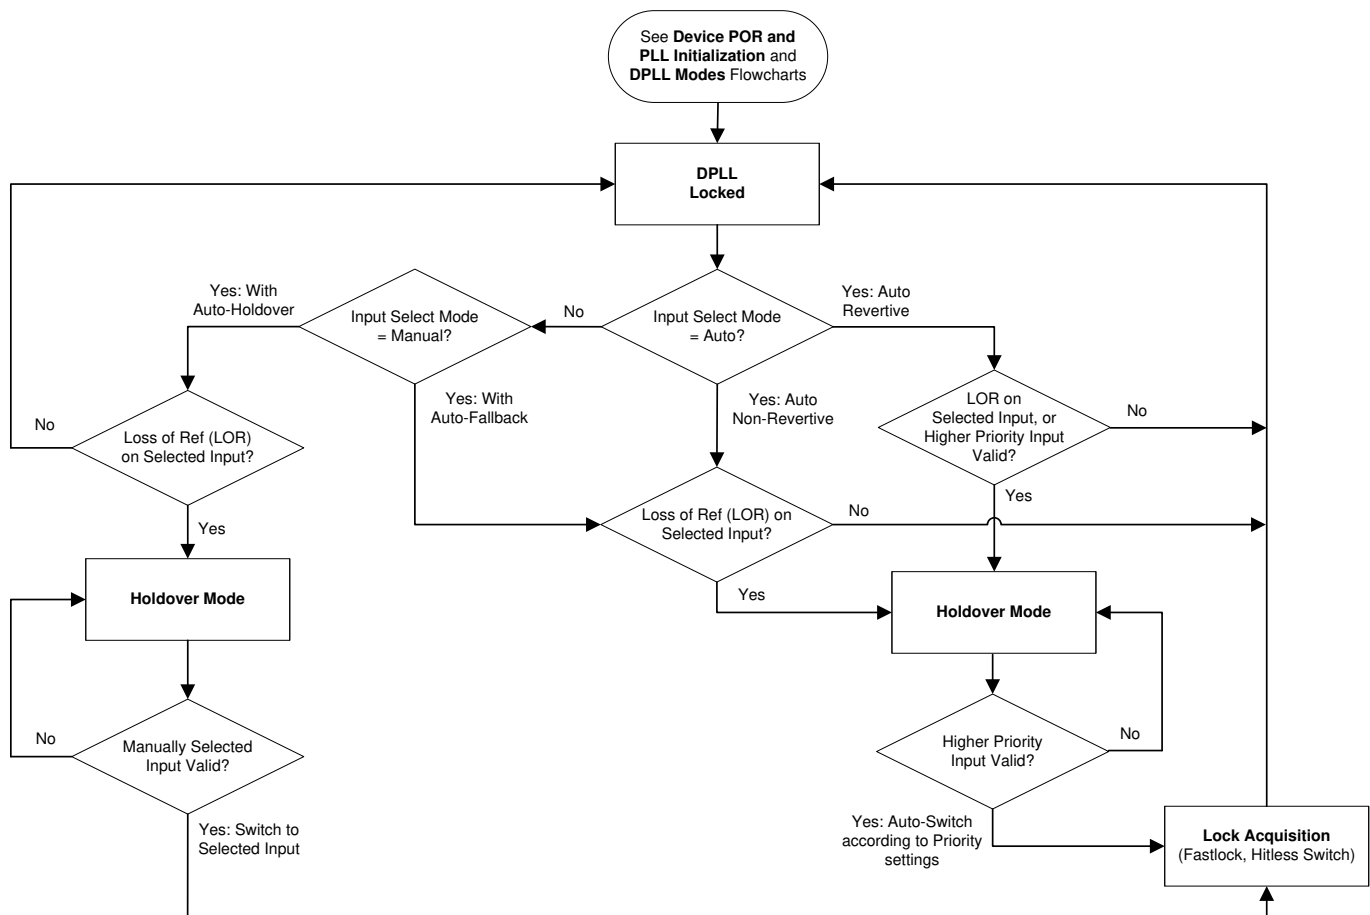 See Device POR and
PLL Initialization and
DPLL Modes Flowcharts
DPLL
Locked
Yes: With
Auto-Holdover
Input Select Mode
= Manual?
No
Input Select Mode
= Auto?
Yes: Auto
Revertive
Yes: With
Auto-Fallback
Yes: Auto
Non-Revertive
LOR on
Selected Input, or
Higher Priority Input
Valid?
No
No
Loss of Ref (LOR)
on Selected Input?
Yes
Loss of Ref (LOR) on
Selected Input?
No
Yes
Yes
Holdover Mode
Holdover Mode
No
Manually Selected
Input Valid?
Higher Priority
Input Valid?
No
Yes: Switch to
Selected Input
Yes: Auto-Switch
according to Priority
settings
Lock Acquisition
(Fastlock, Hitless Switch)